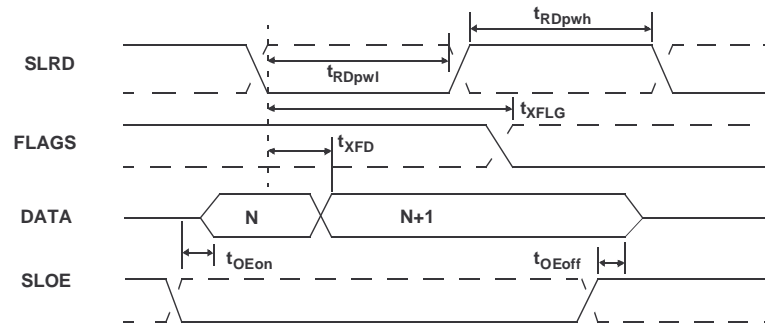 tRDpwh
SLRD
tRDpwl
tXFLG
FLAGS
tXFD
DATA
N
N+1
tOEon
tOEoff
SLOE